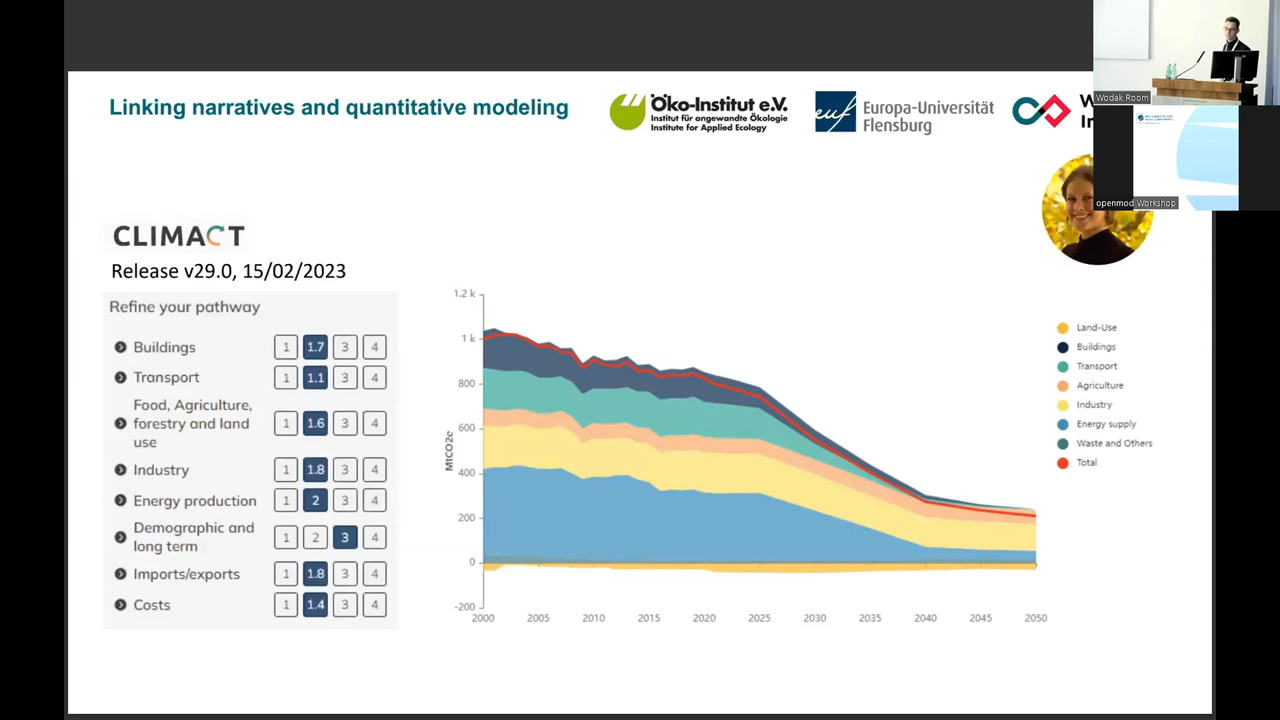 Linking narratives and quantitative modeling
Öko-Institut e.V.
Institut für angewandte Ökologie
Institute for Applied Ecology
euf
Europa-Universität
Flensburg
Wodak Room
openmod Workshop
CLIMACT
Release v29.0, 15/02/2023
Refine your pathway
Buildings 1 1.7 3 4
Transport 1 1.1 3 4
Food, Agriculture,
forestry and land 1 1.6 3 4
use
Industry 1 1.8 3 4
Energy production 1 2 3 4
Demographic and
long term 1 2 3 4
Imports/exports 1 1.8 3 4
Costs 1 1.4 3 4
MtCO2e
1.2 k
1 k
800
600
400
200
0
-200
2000 2005 2010 2015 2020 2025 2030 2035 2040 2045 2050
Land-Use
Buildings
Transport
Agriculture
Industry
Energy supply
Waste and Others
Total